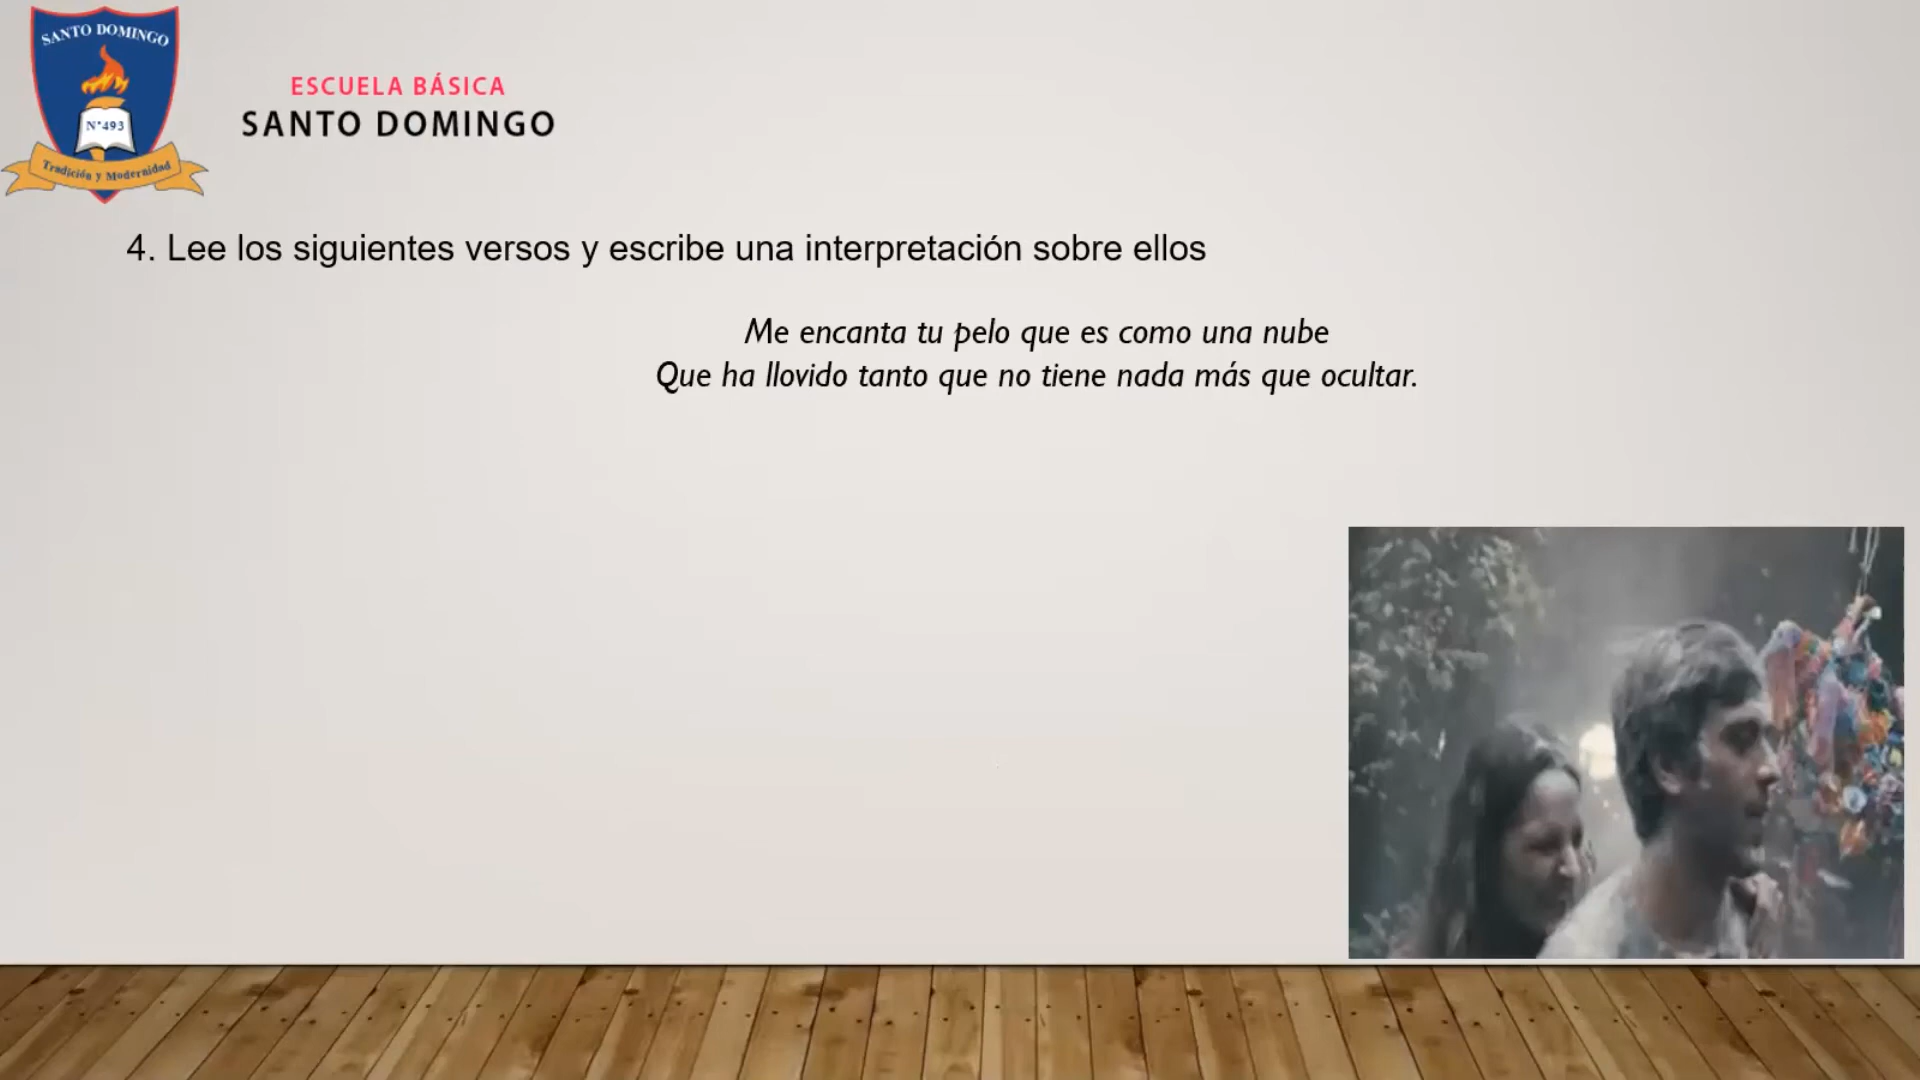 SANTO DOMINGO
N°493
Tradición y Modernidad
ESCUELA BÁSICA
SANTO DOMINGO
4. Lee los siguientes versos y escribe una interpretación sobre ellos
Me encanta tu pelo que es como una nube
Que ha llovido tanto que no tiene nada más que ocultar.